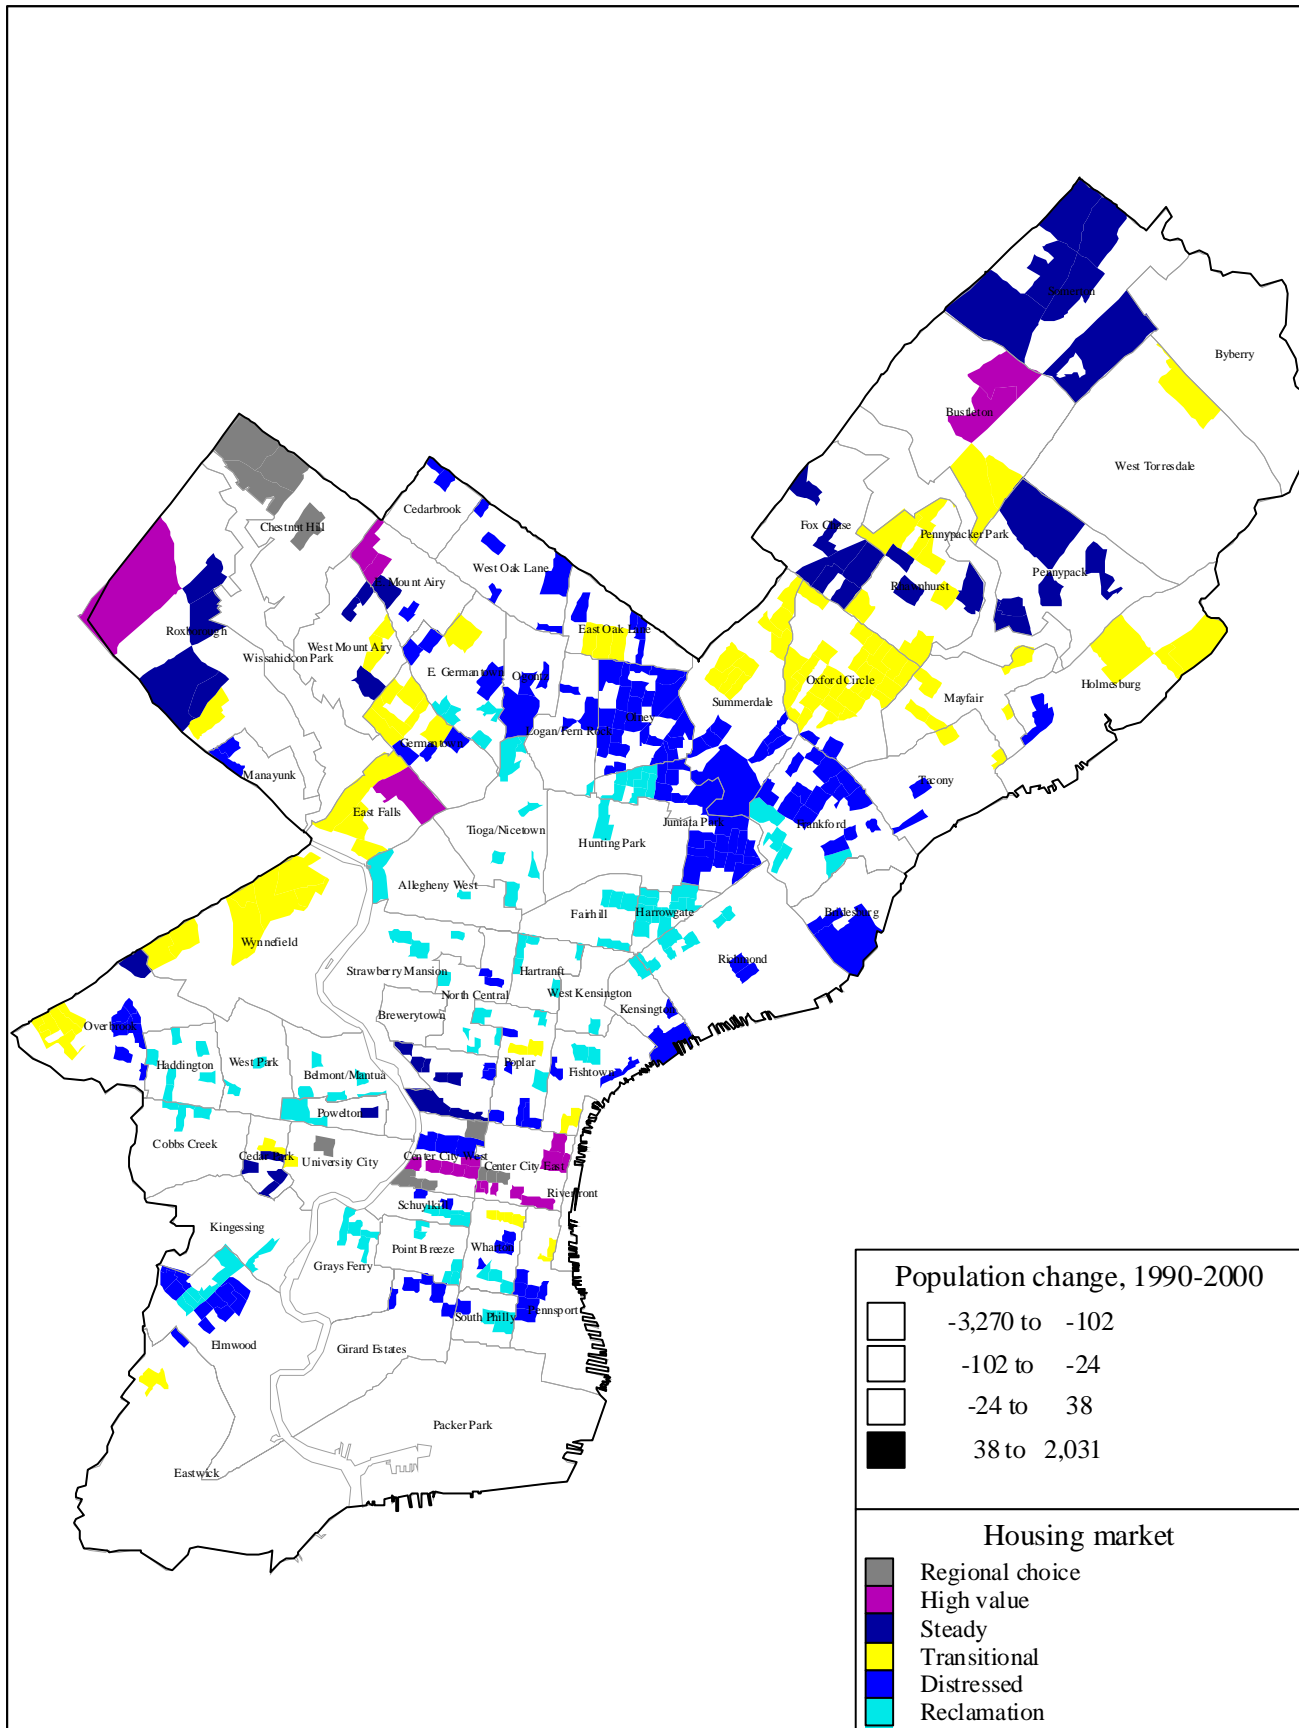 Somerton
Byberry
Bustleton
West Torresdale
Cedarbrook
Chestnut Hill
Fox Chase
Pennypacker Park
West Oak Lane
Mount Airy
Pennypack
Rhawnhurst
Roxborough
East Oak Lane
West Mount Airy
Wissahickon Park
E. Germantown
Olney
Oxford Circle
Holmesburg
Mayfair
Summerdale
Logan/Fern Rock
Germantown
Manayunk
Tacony
East Falls
Tioga/Nicetown
Juniata Park
Frankford
Hunting Park
Allegheny West
Fairhill
Harrowgate
Bridesburg
Wynnefield
Richmond
Strawberry Mansion
Hartranft
North Central
West Kensington
Brewerytown
Kensington
Overbrook
Haddington
West Park
Belmont/Mantua
Poplar
Fishtown
Powelton
Cobbs Creek
Cedar Park
University City
Center City West
Center City East
Riverfront
Schuylkill
Kingessing
Point Breeze
Wharton
Grays Ferry
Pennsport
South Philly
Elmwood
Girard Estates
Packer Park
Eastwick
Population change, 1990-2000
-3,270 to -102
-102 to -24
-24 to 38
38 to 2,031
Housing market
Regional choice
High value
Steady
Transitional
Distressed
Reclamation